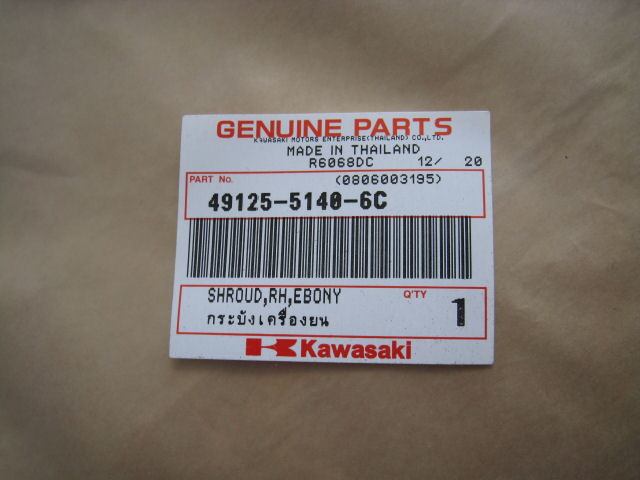 GENUINE PARTS
KAWASAKI MOTORS ENTERPRISE(THAILAND) CO.,LTD.
MADE IN THAILAND
R6068DC 12/ 20
PART No. (0806003195)
49125-5140-6C
SHROUD,RH,EBONY Q'TY 1
กระบังเครื่องยน
Kawasaki